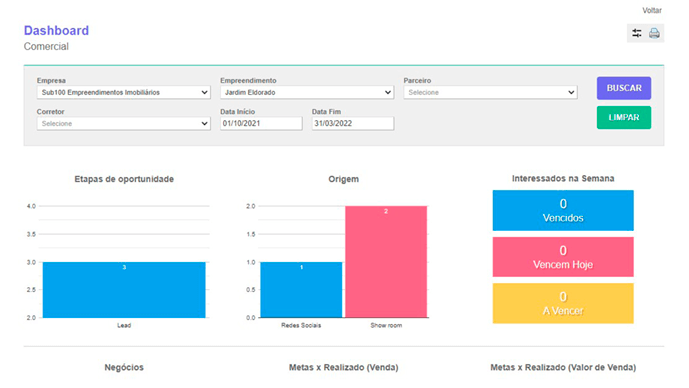 Voltar
Dashboard
Comercial
Empresa Empreendimento Parceiro
Sub100 Empreendimentos Imobiliários Jardim Eldorado Selecione BUSCAR
Corretor Data Início Data Fim
Selecione 01/10/2021 31/03/2022 LIMPAR
Etapas de oportunidade
4.0
3.5
3.0
2.5
2.0
3
Lead
Origem
2.0
1.5
1.0
0.5
0.0
1
2
Redes Sociais Show room
Interessados na Semana
0
Vencidos
0
Vencem Hoje
0
A Vencer
Negócios Metas x Realizado (Venda) Metas x Realizado (Valor de Venda)